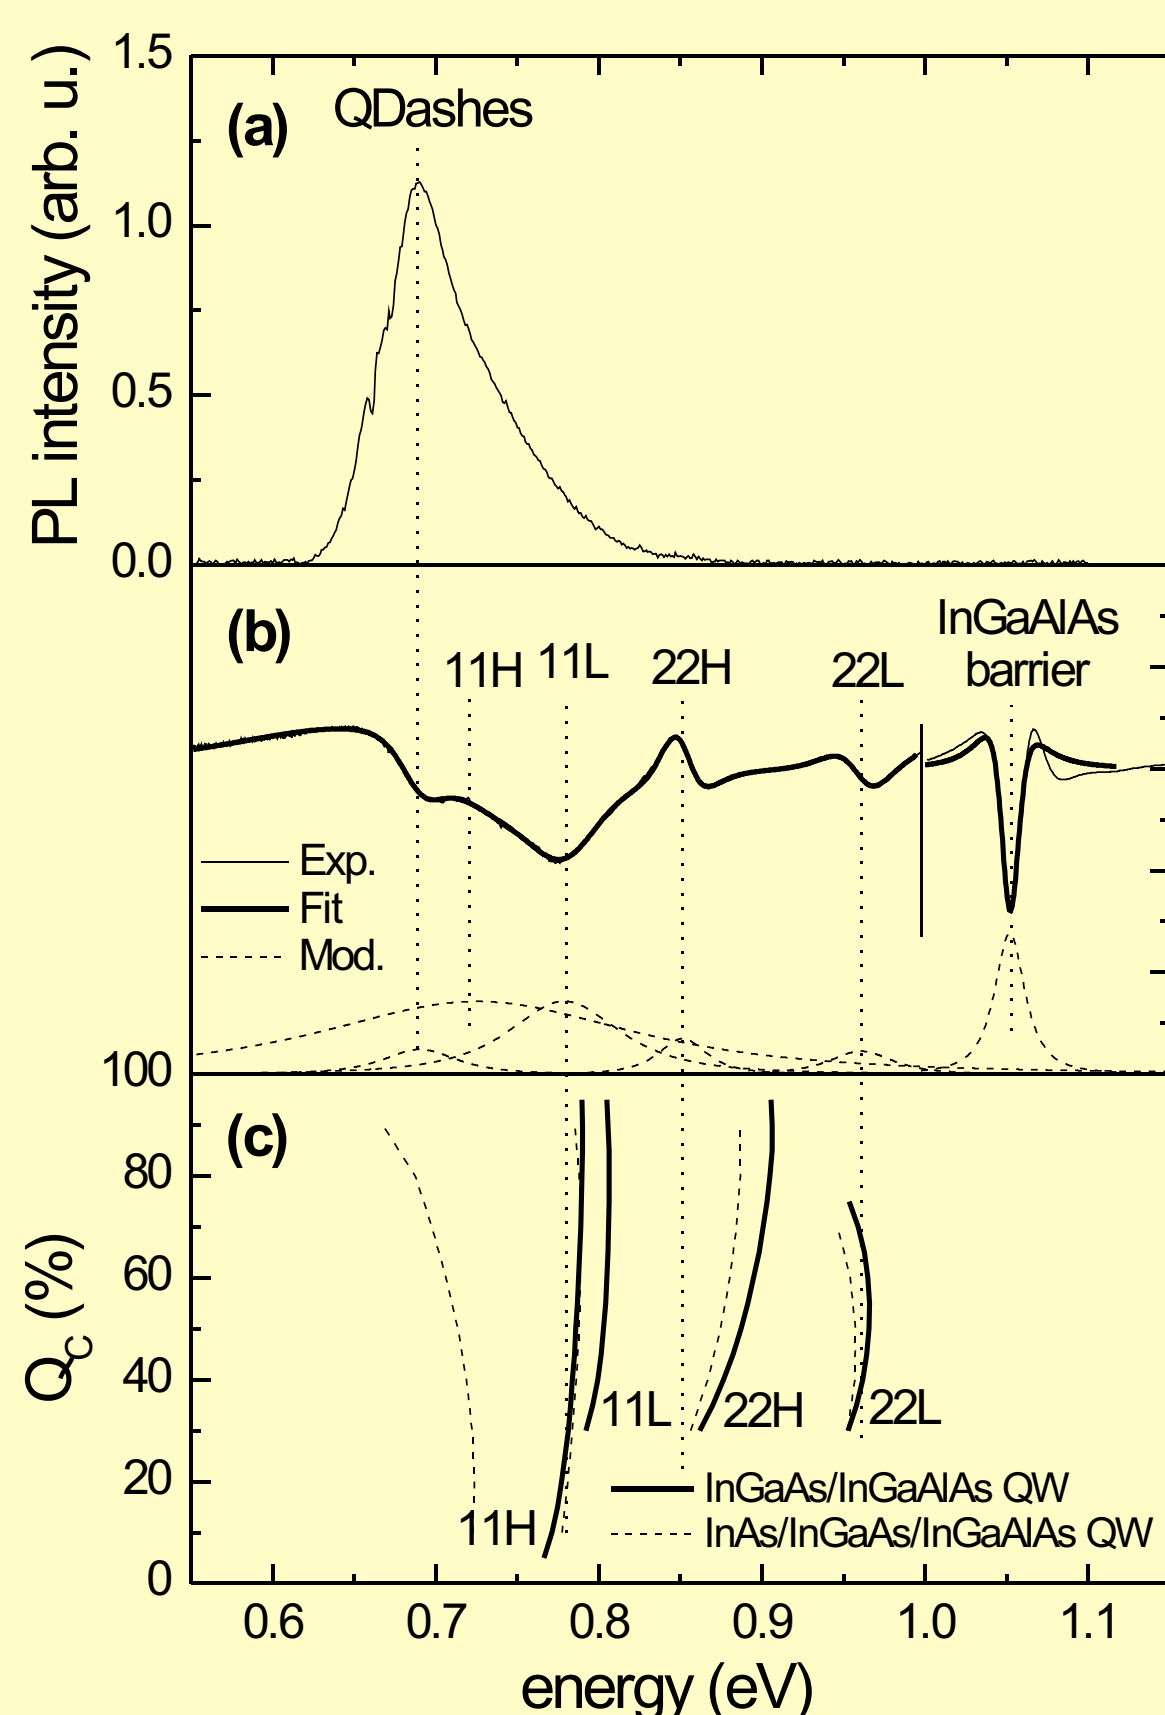 PL intensity (arb. u.)
1.5
1.0
0.5
0.0
(a)
QDashes
(b)
11H
11L
22H
22L
InGaAlAs
barrier
Exp.
Fit
Mod.
Q_C (%)
100
80
60
40
20
0
(c)
11H
11L
22H
22L
InGaAs/InGaAlAs QW
InAs/InGaAs/InGaAlAs QW
0.6 0.7 0.8 0.9 1.0 1.1
energy (eV)